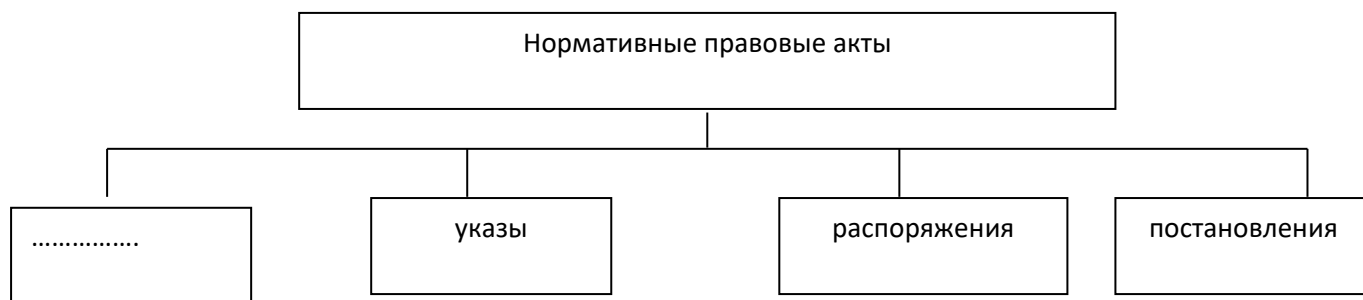 Нормативные правовые акты
…………….
указы
распоряжения
постановления